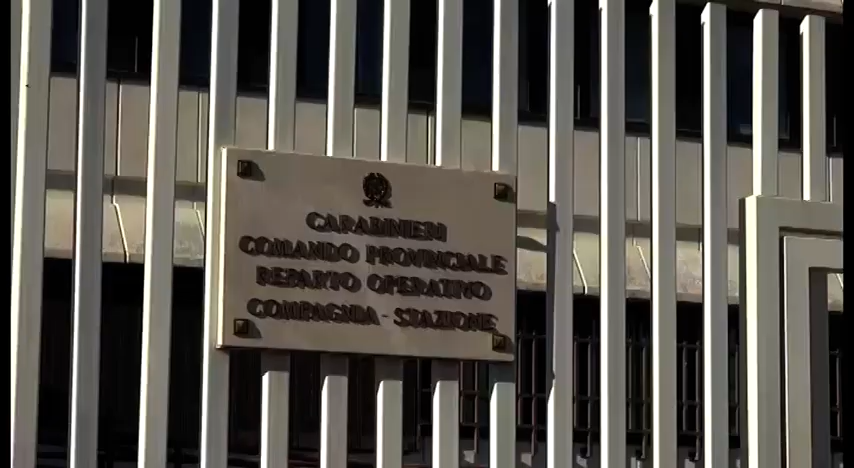 CARABINIERI
COMANDO PROVINCIALE
REPARTO OPERATIVO
COMPAGNIA - STAZIONE